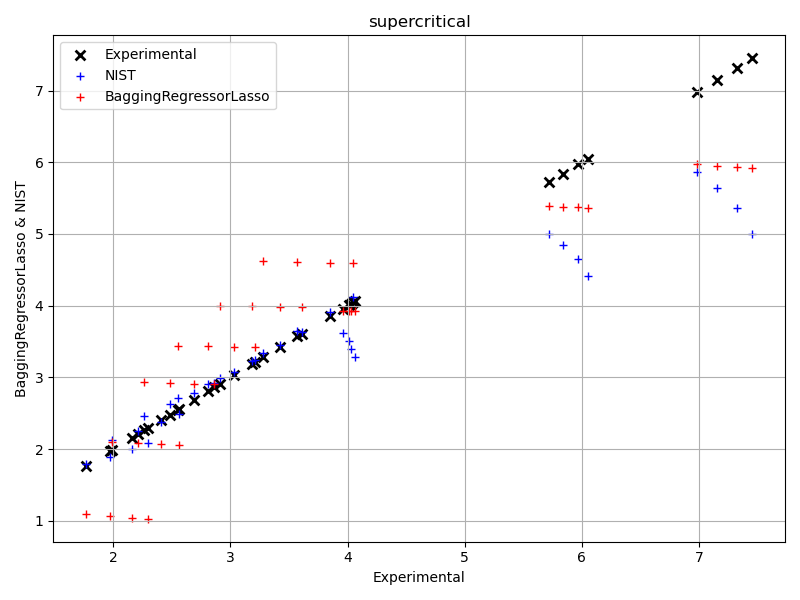 supercritical
Experimental
NIST
BaggingRegressorLasso
BaggingRegressorLasso & NIST
7
6
5
4
3
2
1
2 3 4 5 6 7
Experimental